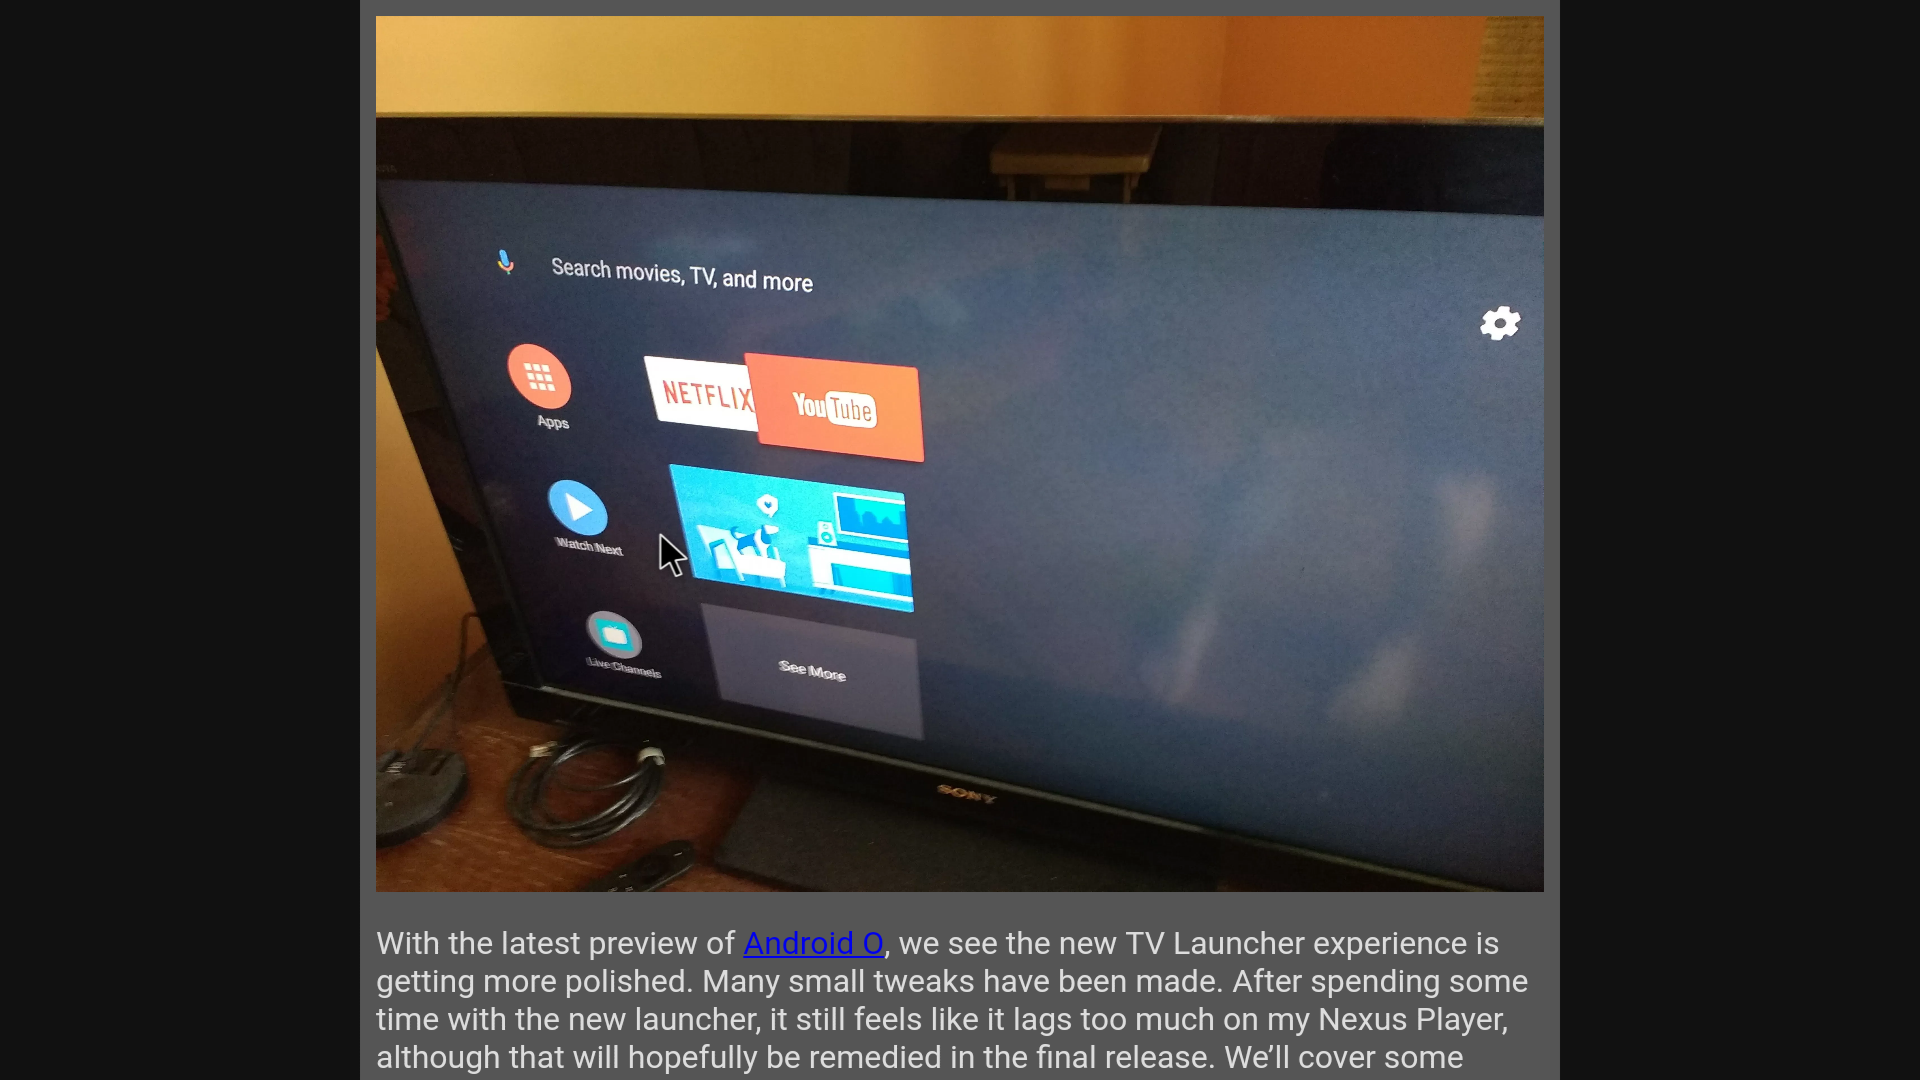 Search movies, TV, and more
NETFLIX
YouTube
Apps
Watch Next
Live Channels
See More
SONY
With the latest preview of Android O, we see the new TV Launcher experience is
getting more polished. Many small tweaks have been made. After spending some
time with the new launcher, it still feels like it lags too much on my Nexus Player,
although that will hopefully be remedied in the final release. We’ll cover some